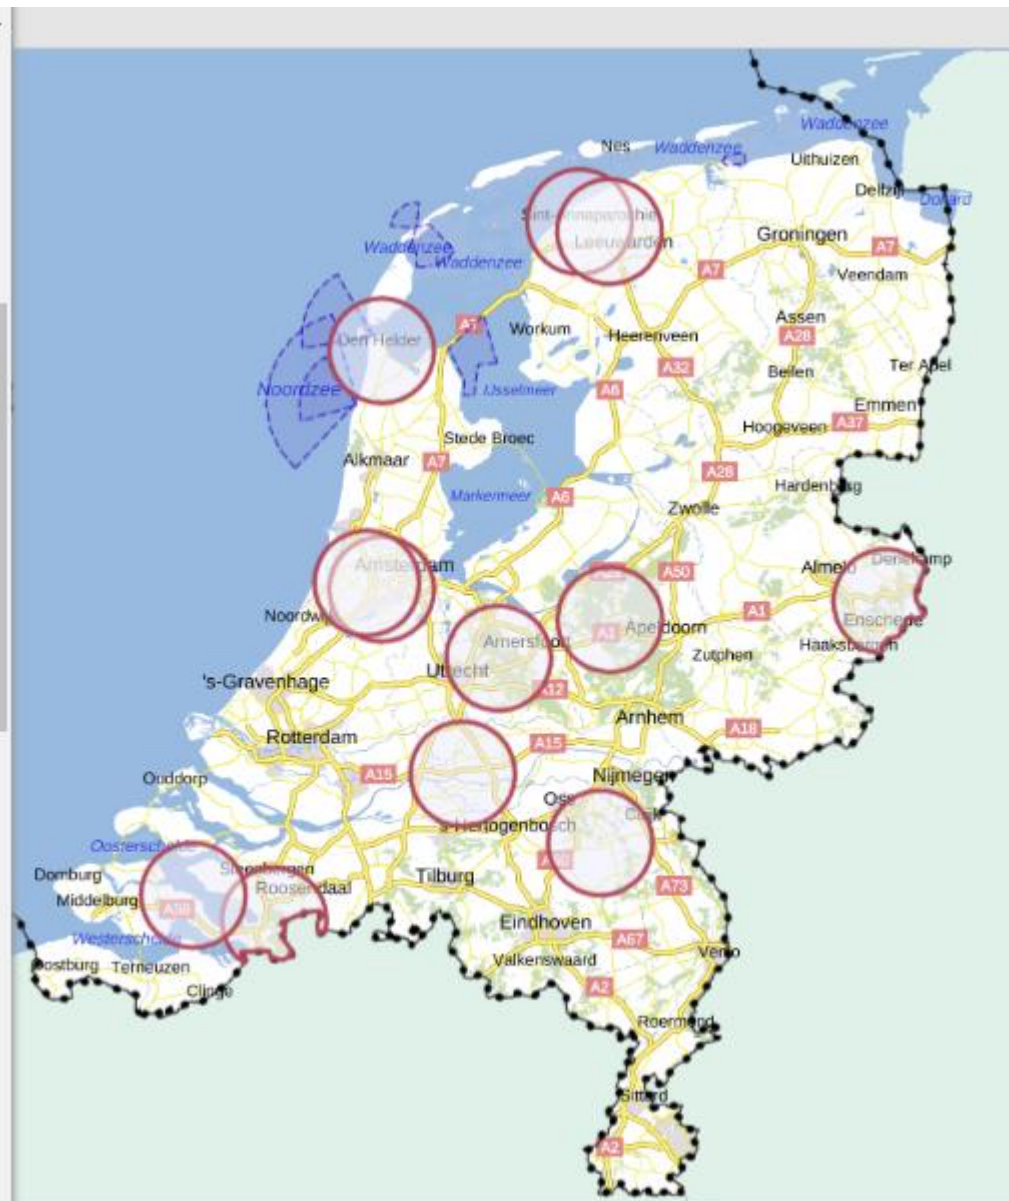 Waddenzee
Nes
Waddenzee
Uithuizen
Delfzijl
Dollard
Sint-Annaparochie
Leeuwarden
Groningen
A7
Waddenzee
Waddenzee
A7
Veendam
Den Helder
A7
Workum
Heerenveen
Assen
A28
A32
Beilen
Ter Apel
Noordzee
IJsselmeer
A6
Emmen
Stede Broec
Hoogeveen
A37
Alkmaar
A7
A28
Markermeer
A6
Hardenberg
Zwolle
Amsterdam
A50
Almelo
Denekamp
Noordwijk
A1
Enschede
Amersfoort
A1
Apeldoorn
Haaksbergen
Utrecht
Zutphen
's-Gravenhage
A12
Arnhem
A18
Rotterdam
A15
A15
Nijmegen
Ouddorp
Oss
Cuijk
's-Hertogenbosch
Oosterschelde
Domburg
Steenbergen
Tilburg
Roosendaal
A73
Middelburg
A58
Eindhoven
Westerschelde
A67
Venlo
Oostburg
Terneuzen
Valkenswaard
Clinge
A2
Roermond
Sittard
A2